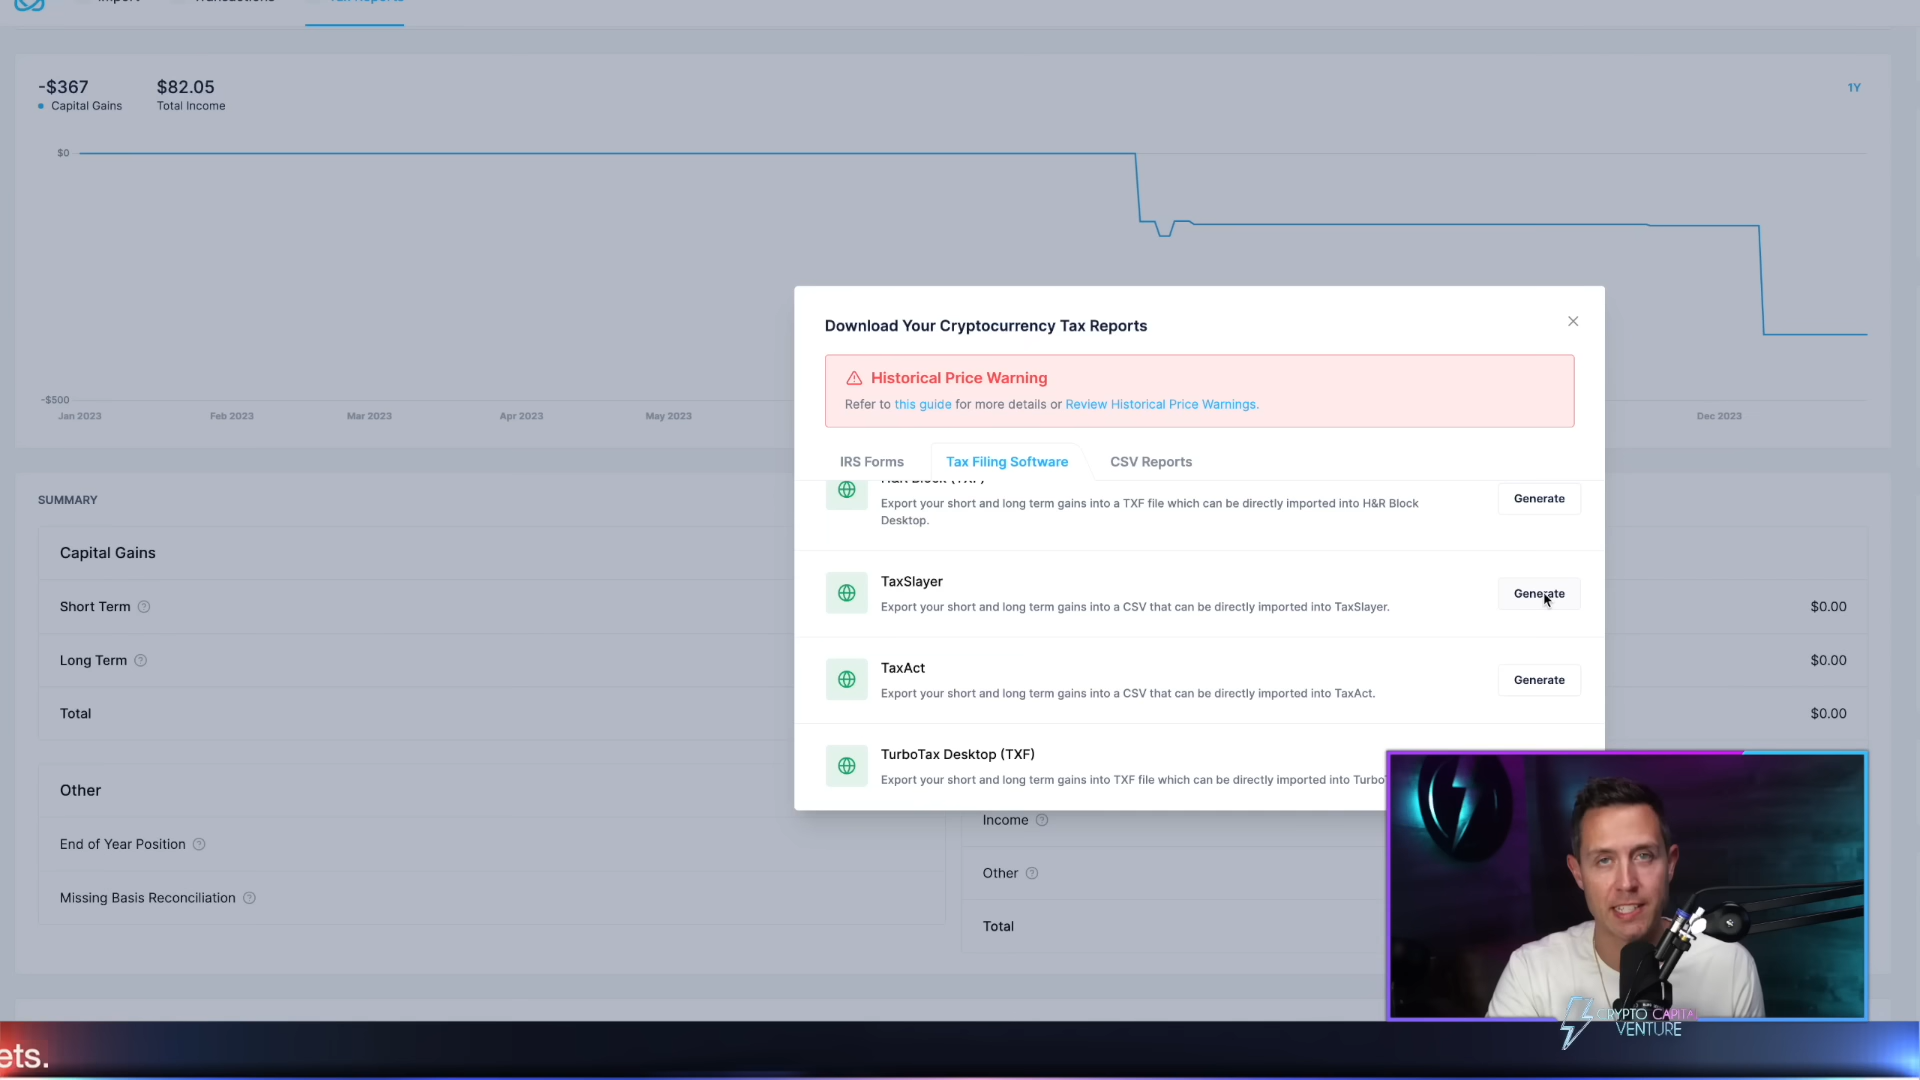 Import
Transactions
Tax Reports
-$367
Capital Gains
$82.05
Total Income
1Y
$0
-$500
Jan 2023
Feb 2023
Mar 2023
Apr 2023
May 2023
Dec 2023
Download Your Cryptocurrency Tax Reports
Historical Price Warning
Refer to this guide for more details or Review Historical Price Warnings.
IRS Forms
Tax Filing Software
CSV Reports
H&R Block (TXF)
Export your short and long term gains into a TXF file which can be directly imported into H&R Block
Desktop.
Generate
TaxSlayer
Export your short and long term gains into a CSV that can be directly imported into TaxSlayer.
Generate
TaxAct
Export your short and long term gains into a CSV that can be directly imported into TaxAct.
Generate
TurboTax Desktop (TXF)
Export your short and long term gains into TXF file which can be directly imported into Turbo
SUMMARY
Capital Gains
Short Term
Long Term
Total
$0.00
$0.00
$0.00
Other
End of Year Position
Missing Basis Reconciliation
Income
Other
Total
CRYPTO CAPITAL
VENTURE
ets.